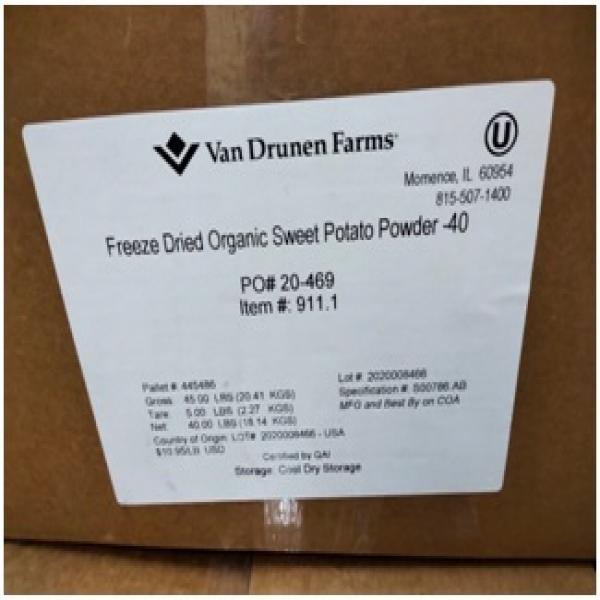 Van Drunen Farms®
U
Momence, IL 60954
815-507-1400
Freeze Dried Organic Sweet Potato Powder -40
PO# 20-469
Item #: 911.1
Pallet #: 445486
Gross: 45.00 LBS (20.41 KGS)
Tare: 5.00 LBS (2.27 KGS)
Net: 40.00 LBS (18.14 KGS)
Country of Origin: LOT# 2020008466 - USA
$10.95/LB USD
Lot #: 2020008466
Specification #: S00786.AB
MFG and Best By on COA
Certified by QAI
Storage: Cool Dry Storage